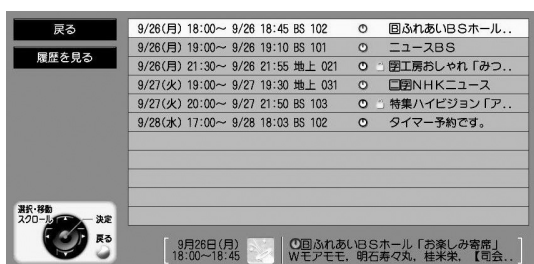 戻る
履歴を見る
9/26(月) 18:00～ 9/26 18:45 BS 102 回ふれあいBSホール‥
9/26(月) 19:00～ 9/26 19:10 BS 101 ニュースBS
9/26(月) 21:30～ 9/26 21:55 地上 021 字工房おしゃれ「みつ‥
9/27(火) 19:00～ 9/27 19:30 地上 031 二字NHKニュース
9/27(火) 20:00～ 9/27 21:50 BS 103 特集ハイビジョン「ア‥
9/28(水) 17:00～ 9/28 18:03 BS 102 タイマー予約です。
選択・移動
スクロール
決定
戻る
9月26日(月)
18:00～18:45
回ふれあいBSホール「お楽しみ寄席」
Wモアモモ, 明石寿々丸, 桂米栄, 【司会‥